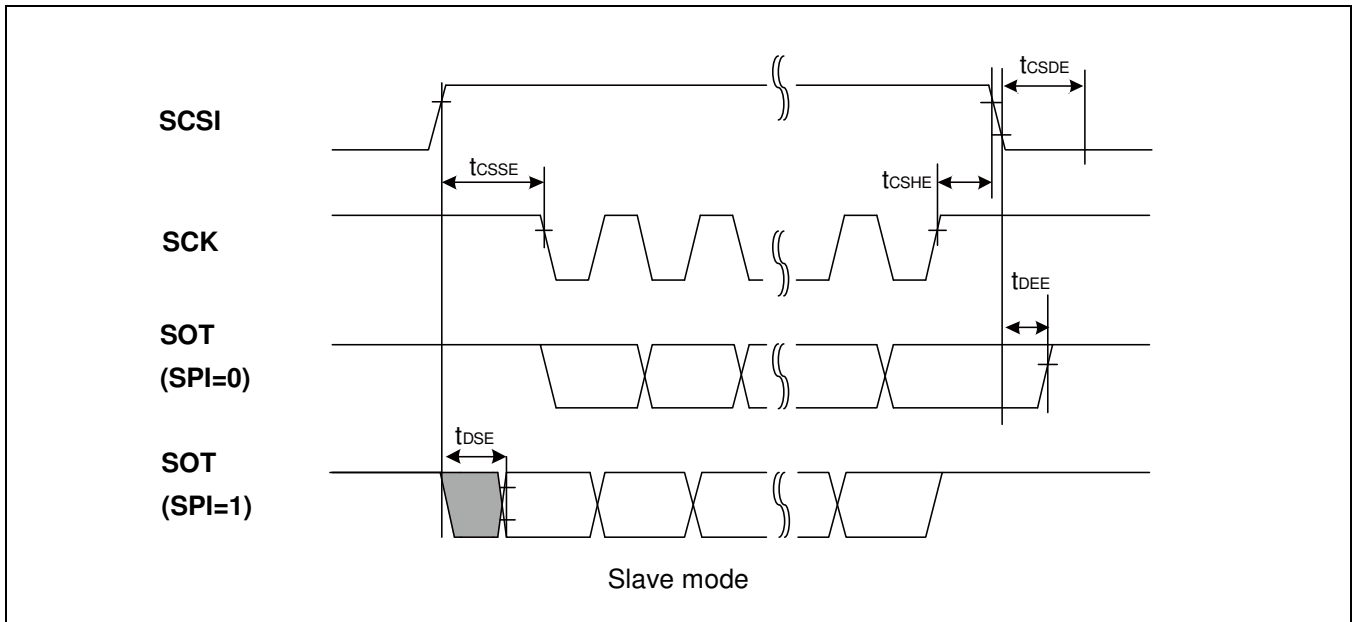 tCSDE
SCSI
tCSSE
tCSHE
SCK
tDEE
SOT
(SPI=0)
tDSE
SOT
(SPI=1)
Slave mode